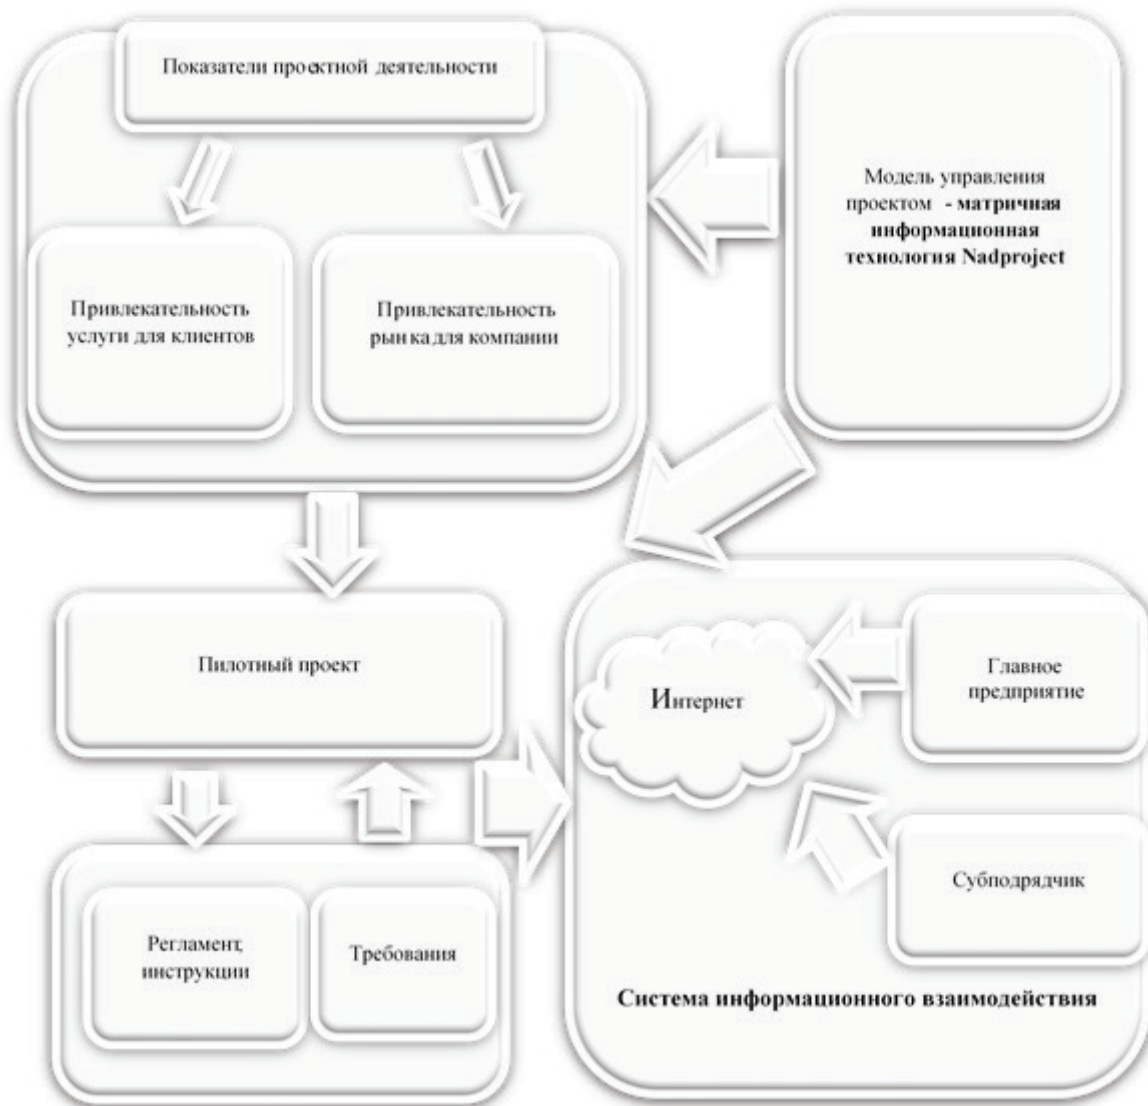 Показатели проектной деятельности
Модель управления
проектом - матричная
информационная
технология Nadproject
Привлекательность
услуги для клиентов
Привлекательность
рынка для компании
Пилотный проект
Интернет
Главное
предприятие
Субподрядчик
Регламент,
инструкции
Требования
Система информационного взаимодействия